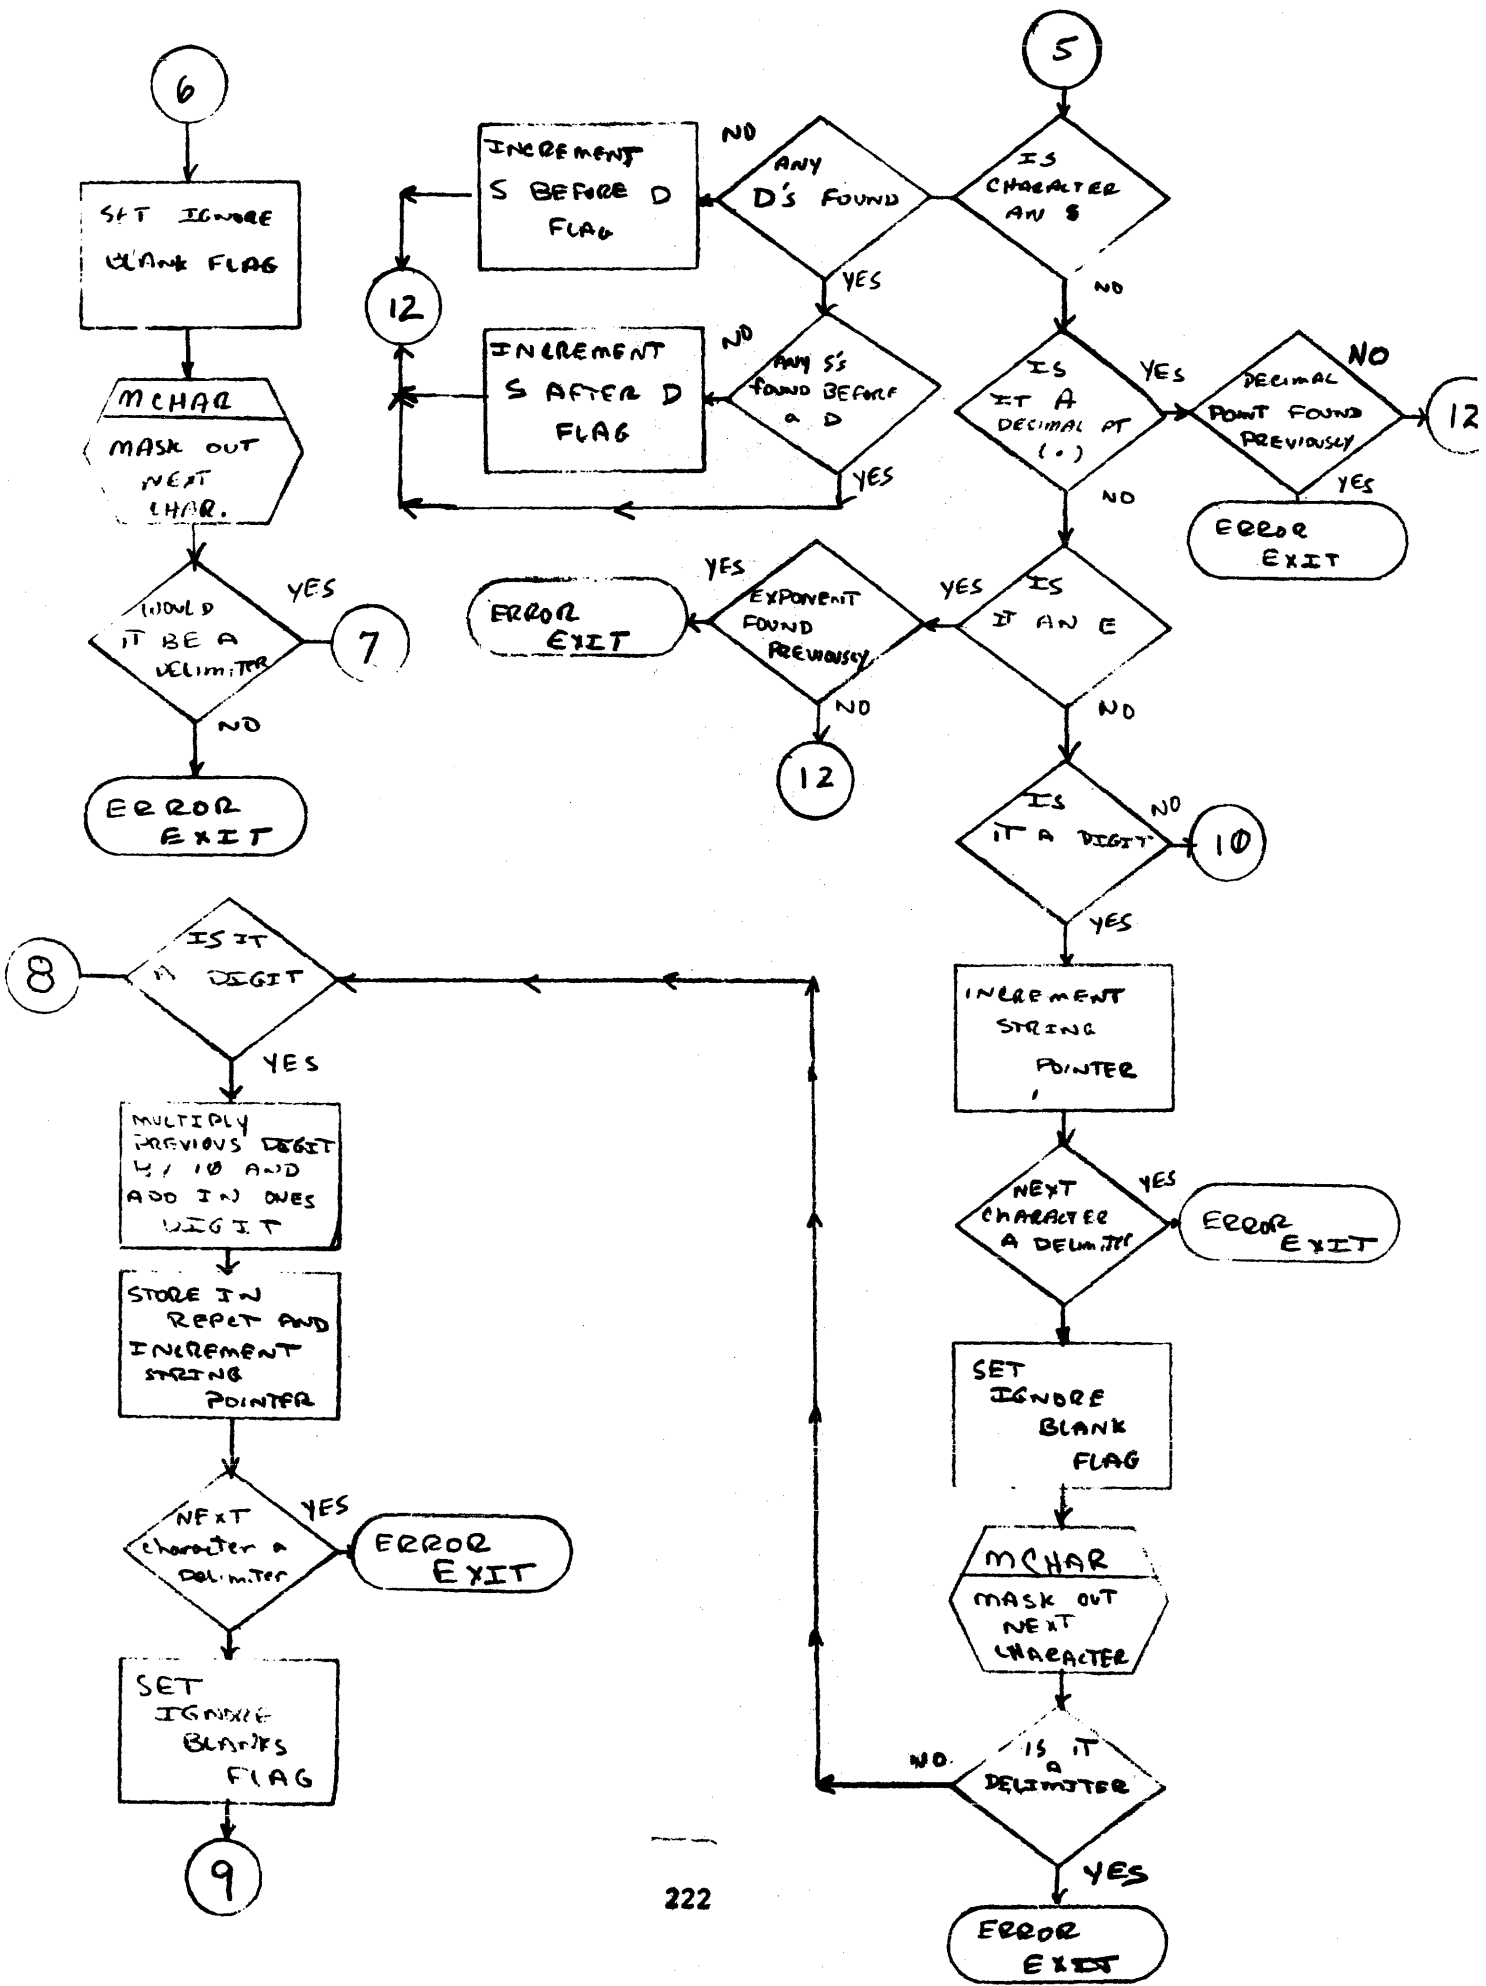 6
SET IGNORE
BLANK FLAG
MCHAR
MASK OUT
NEXT
CHAR.
WOULD
IT BE A
DELIMITER
YES
7
NO
ERROR
EXIT
5
IS
CHARACTER
AN S
NO
ANY
D'S FOUND
NO
INCREMENT
S BEFORE D
FLAG
12
YES
ANY S'S
FOUND BEFORE
a D
NO
INCREMENT
S AFTER D
FLAG
YES
IS
IT A
DECIMAL PT
(.)
YES
DECIMAL
POINT FOUND
PREVIOUSLY
NO
12
YES
ERROR
EXIT
NO
IS
IT AN E
YES
EXPONENT
FOUND
PREVIOUSLY
YES
ERROR
EXIT
NO
12
NO
IS
IT A DIGIT
NO
10
YES
INCREMENT
STRING
POINTER
NEXT
CHARACTER
A DELIMITER
YES
ERROR
EXIT
SET
IGNORE
BLANK
FLAG
MCHAR
MASK OUT
NEXT
CHARACTER
IS IT
A
DELIMITER
NO
YES
ERROR
EXIT
8
IS IT
A DIGIT
YES
MULTIPLY
PREVIOUS DIGIT
BY 10 AND
ADD IN ONES
DIGIT
STORE IN
REPCT AND
INCREMENT
STRING
POINTER
NEXT
character a
Delimiter
YES
ERROR
EXIT
SET
IGNORE
BLANKS
FLAG
9
222